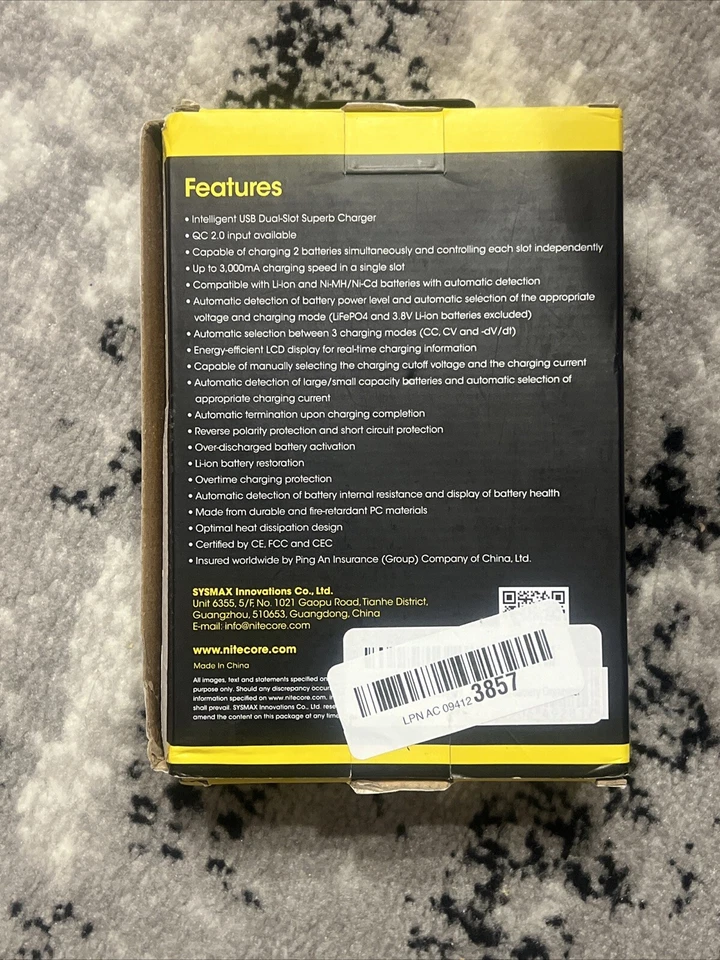 Features
• Intelligent USB Dual-Slot Superb Charger
• QC 2.0 input available
• Capable of charging 2 batteries simultaneously and controlling each slot independently
• Up to 3,000mA charging speed in a single slot
• Compatible with Li-ion and Ni-MH/Ni-Cd batteries with automatic detection
• Automatic detection of battery power level and automatic selection of the appropriate
voltage and charging mode (LiFePO4 and 3.8V Li-ion batteries excluded)
• Automatic selection between 3 charging modes (CC, CV and -dV/dt)
• Energy-efficient LCD display for real-time charging information
• Capable of manually selecting the charging cutoff voltage and the charging current
• Automatic detection of large/small capacity batteries and automatic selection of
appropriate charging current
• Automatic termination upon charging completion
• Reverse polarity protection and short circuit protection
• Over-discharged battery activation
• Li-ion battery restoration
• Overtime charging protection
• Automatic detection of battery internal resistance and display of battery health
• Made from durable and fire-retardant PC materials
• Optimal heat dissipation design
• Certified by CE, FCC and CEC
• Insured worldwide by Ping An Insurance (Group) Company of China, Ltd.
SYSMAX Innovations Co., Ltd.
Unit 6355, 5/F, No. 1021 Gaopu Road, Tianhe District,
Guangzhou, 510653, Guangdong, China
E-mail: info@nitecore.com
www.nitecore.com
Made in China
All images, text and statements specified on
purpose only. Should any discrepancy occur
information specified on www.nitecore.com,
shall prevail. SYSMAX Innovations Co., Ltd. rese
amend the content on this package at any time
LPN AC 09412 3857